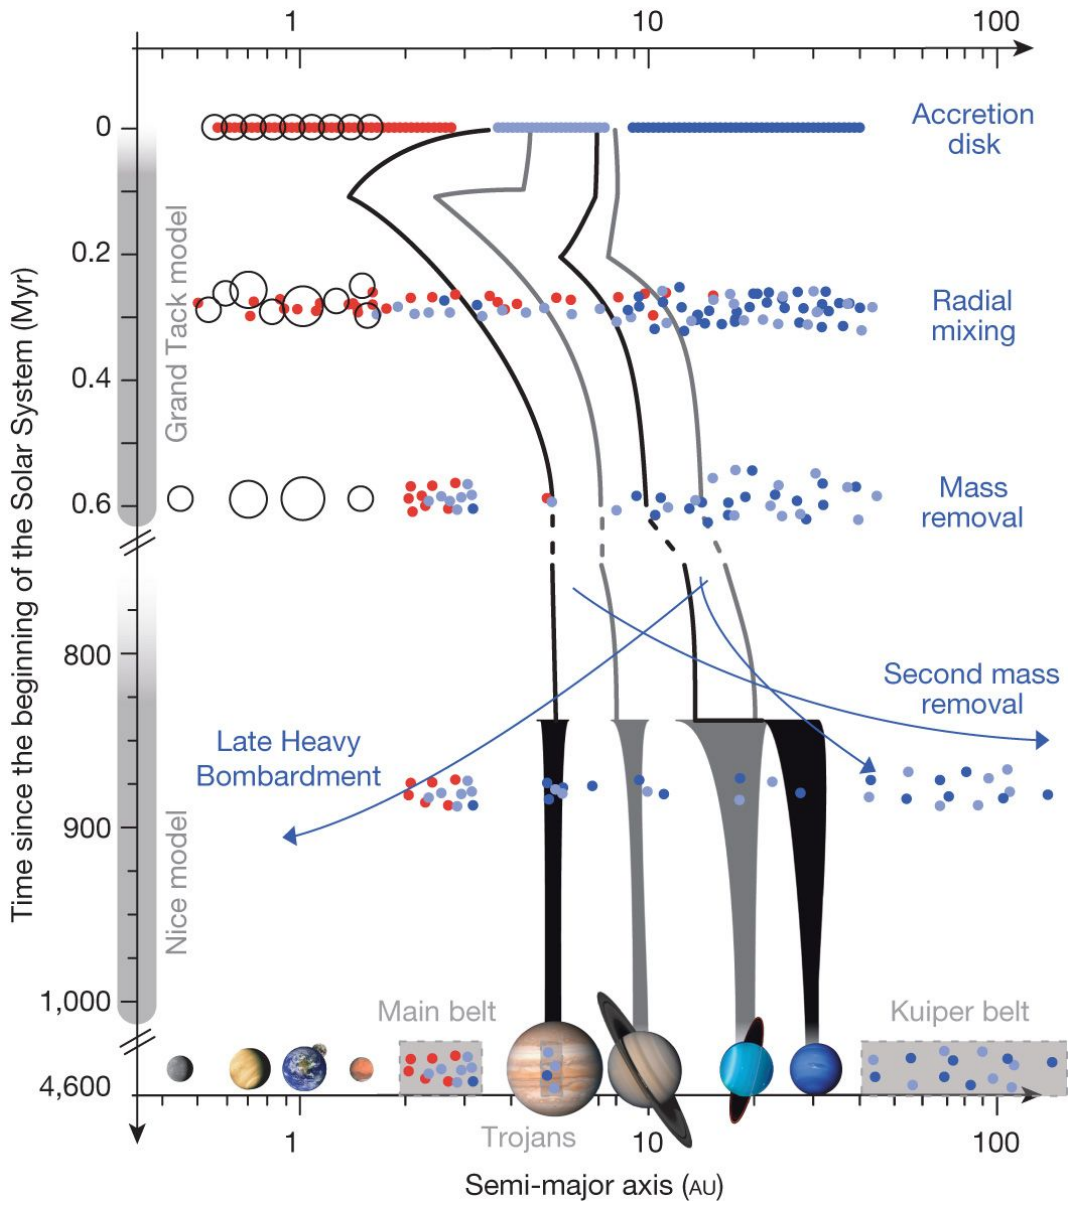 1 10 100
Accretion
disk
0
0.2
Grand Tack model
Radial
mixing
0.4
Time since the beginning of the Solar System (Myr)
Mass
removal
0.6
800
Second mass
removal
Late Heavy
Bombardment
900
Nice model
1,000
Main belt
Kuiper belt
4,600
Trojans
1 10 100
Semi-major axis (AU)